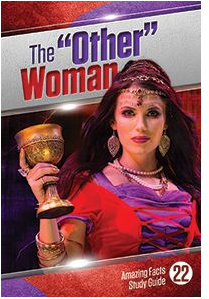 The "Other"
Woman
Amazing Facts
Study Guide
22